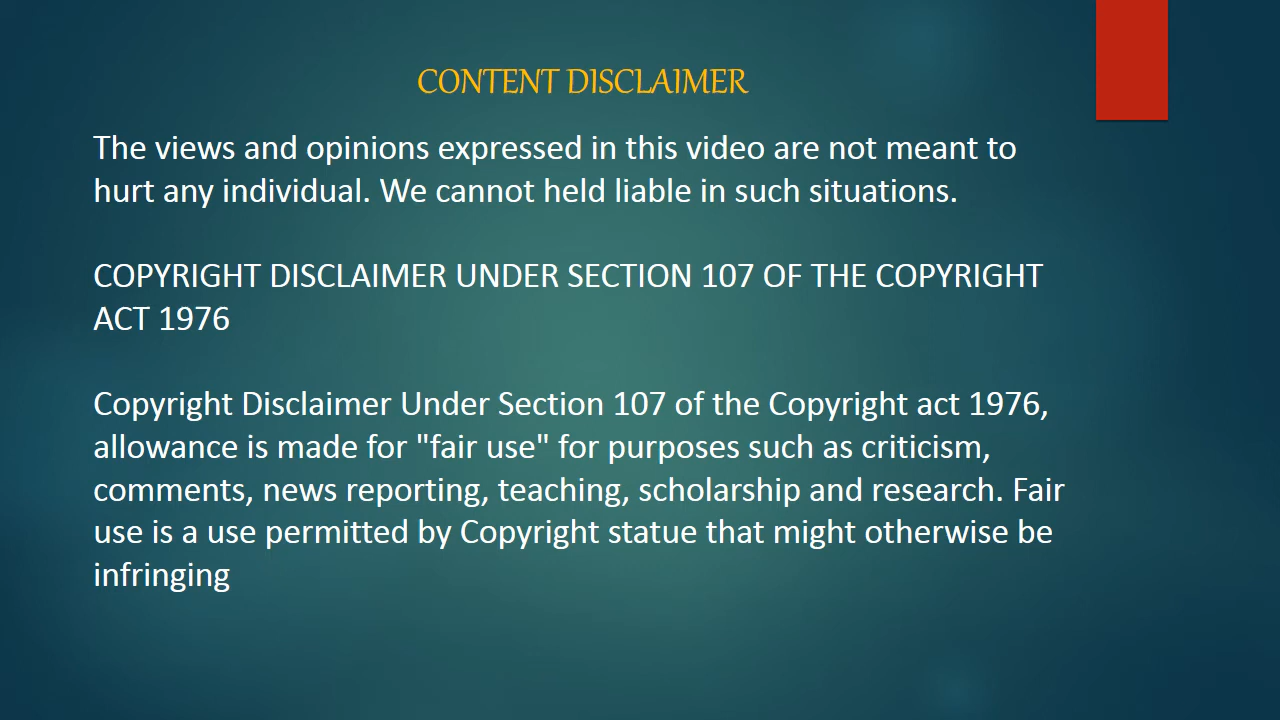 CONTENT DISCLAIMER
The views and opinions expressed in this video are not meant to
hurt any individual. We cannot held liable in such situations.
COPYRIGHT DISCLAIMER UNDER SECTION 107 OF THE COPYRIGHT
ACT 1976
Copyright Disclaimer Under Section 107 of the Copyright act 1976,
allowance is made for "fair use" for purposes such as criticism,
comments, news reporting, teaching, scholarship and research. Fair
use is a use permitted by Copyright statue that might otherwise be
infringing